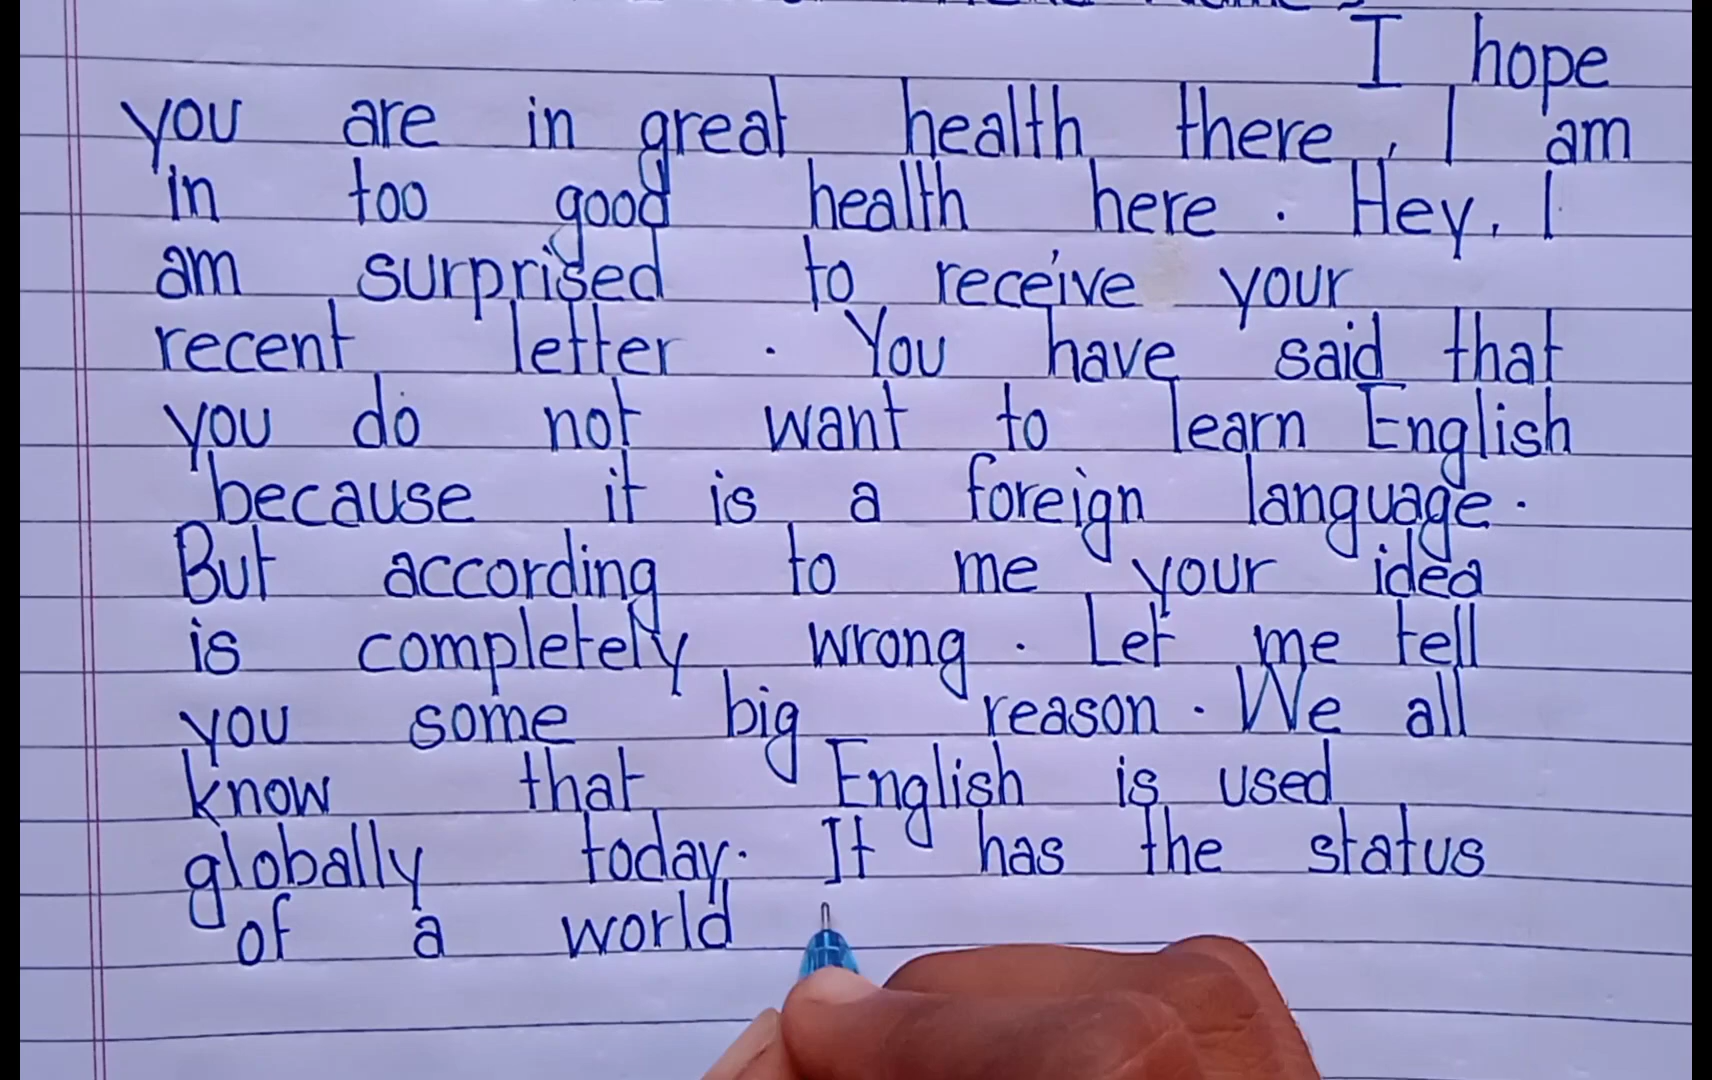 I hope
you are in great health there, I am
in too good health here. Hey, I
am surprised to receive your
recent letter. You have said that
you do not want to learn English
because it is a foreign language.
But according to me your idea
is completely wrong. Let me tell
you some big reason. We all
know that English is used
globally today. It has the status
of a world